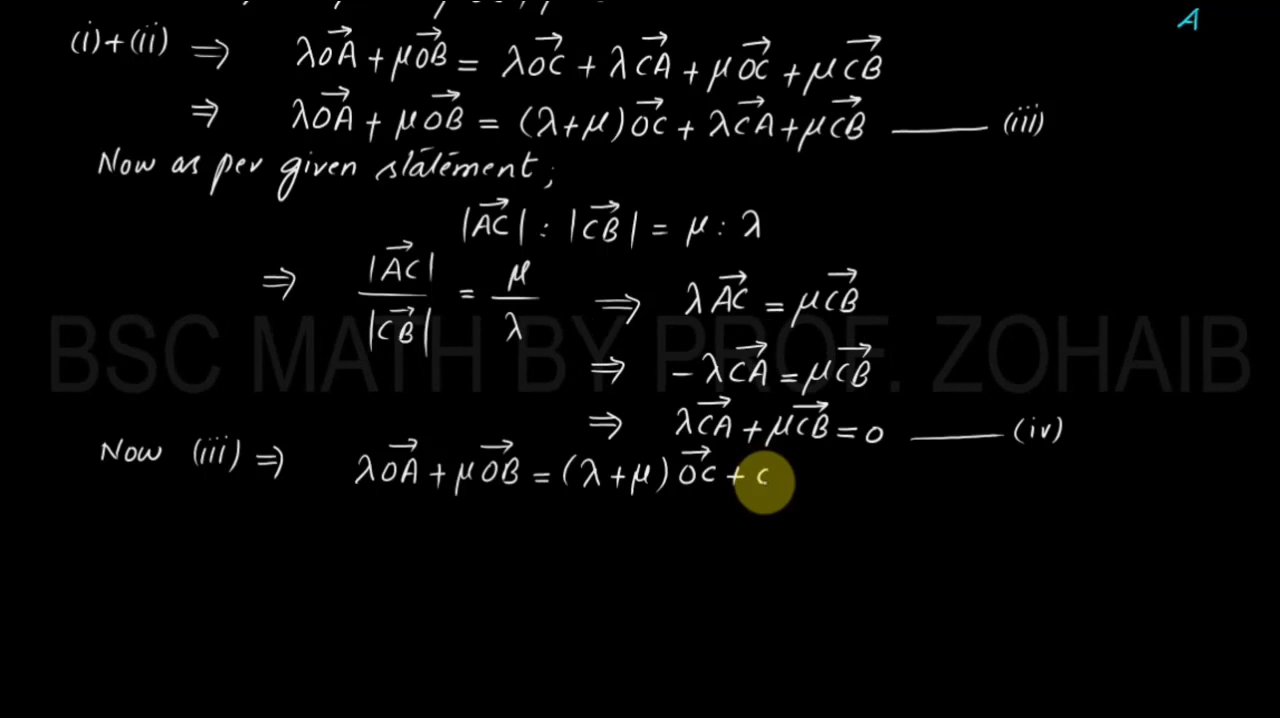 A
(i)+(ii) ⟹ λOA⃗ + μOB⃗ = λOC⃗ + λCA⃗ + μOC⃗ + μCB⃗
⟹ λOA⃗ + μOB⃗ = (λ+μ)OC⃗ + λCA⃗ + μCB⃗ ——— (iii)
Now as per given statement;
|AC⃗| : |CB⃗| = μ : λ
⟹ |AC⃗| / |CB⃗| = μ / λ ⟹ λAC⃗ = μCB⃗
BSC MATH BY PROF. ZOHAIB
⟹ -λCA⃗ = μCB⃗
⟹ λCA⃗ + μCB⃗ = 0 ——— (iv)
Now (iii) ⟹ λOA⃗ + μOB⃗ = (λ+μ)OC⃗ + c